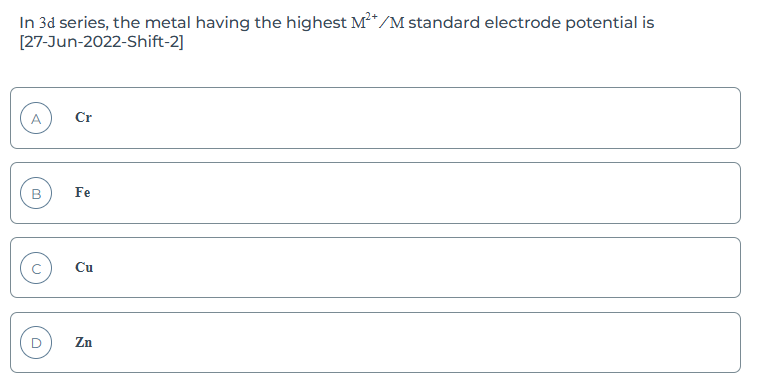 In 3d series, the metal having the highest M²⁺/M standard electrode potential is
[27-Jun-2022-Shift-2]
A Cr
B Fe
C Cu
D Zn